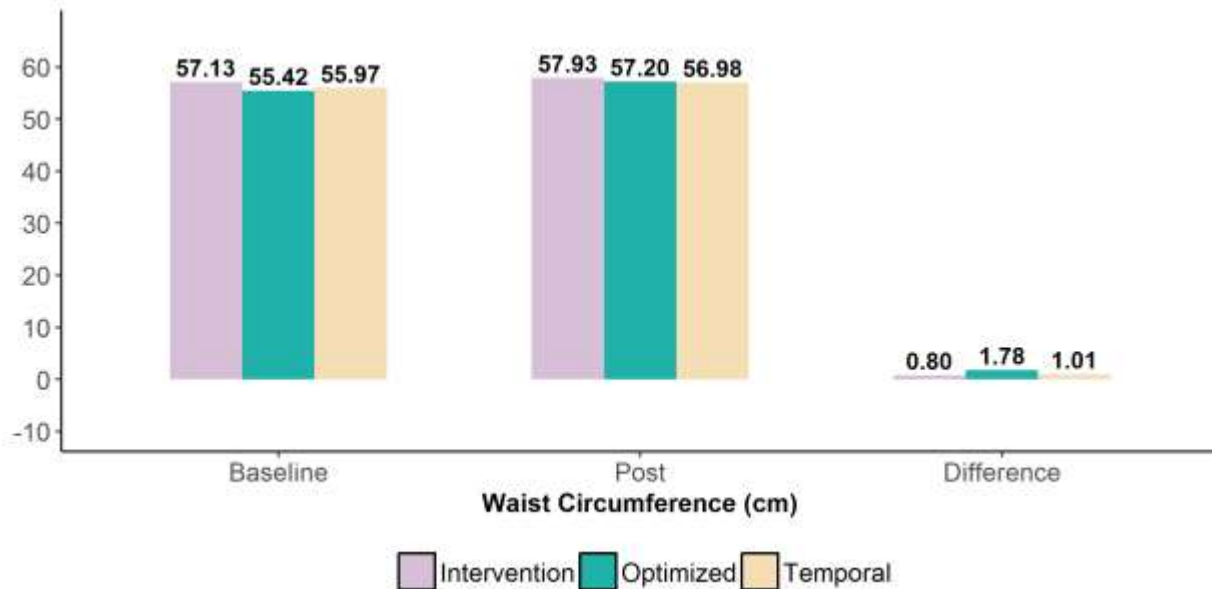 60
50
40
30
20
10
0
-10
57.13 55.42 55.97
57.93 57.20 56.98
0.80 1.78 1.01
Baseline Post Difference
Waist Circumference (cm)
Intervention Optimized Temporal